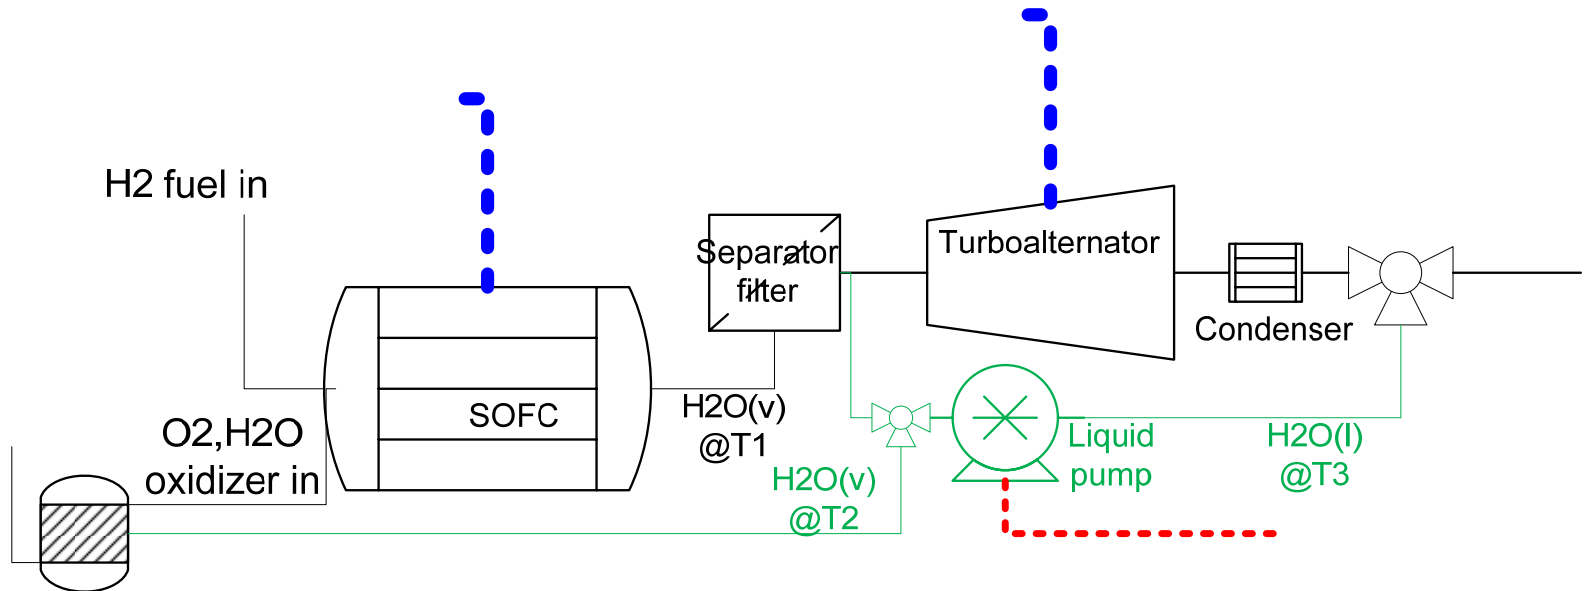 H2 fuel in
Separator
filter
Turboalternator
Condenser
SOFC
H2O(v)
@T1
O2,H2O
oxidizer in
Liquid
pump
H2O(l)
@T3
H2O(v)
@T2